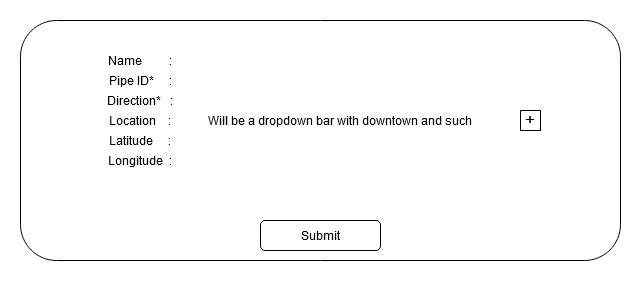 Name :
Pipe ID* :
Direction* :
Location : Will be a dropdown bar with downtown and such +
Latitude :
Longitude :
Submit